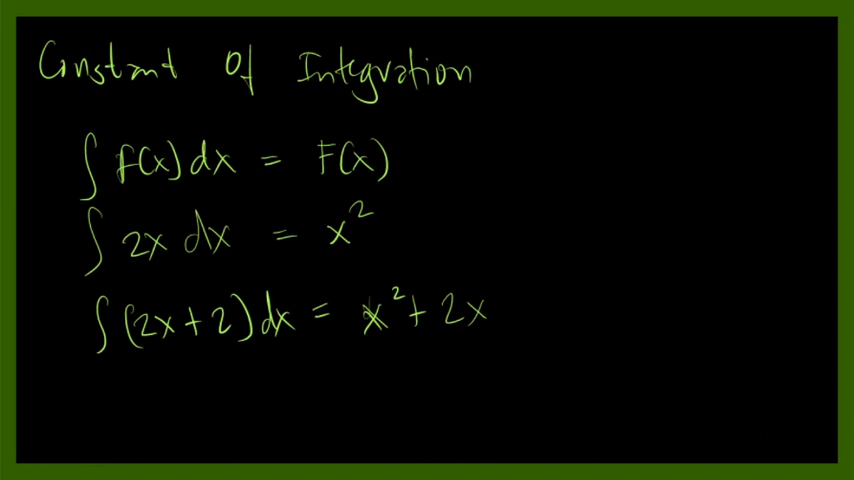 Constant Of Integration
∫ f(x) dx = F(x)
∫ 2x dx = x²
∫ (2x + 2) dx = x² + 2x